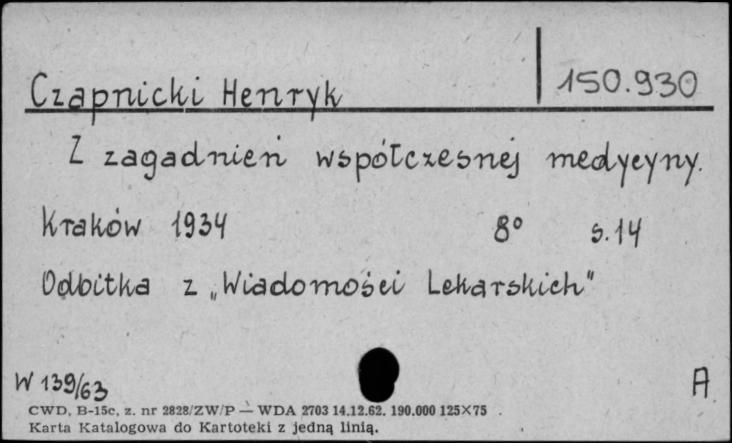 Czapnicki Henryk 150.930
Z zagadnień współczesnej medycyny.
Kraków 1934 8° s.14
Odbitka z „Wiadomości Lekarskich"
W 139/63 A
CWD, B-15c, z. nr 2828/ZW/P — WDA 2703 14.12.62. 190.000 125×75
Karta Katalogowa do Kartoteki z jedną linią.